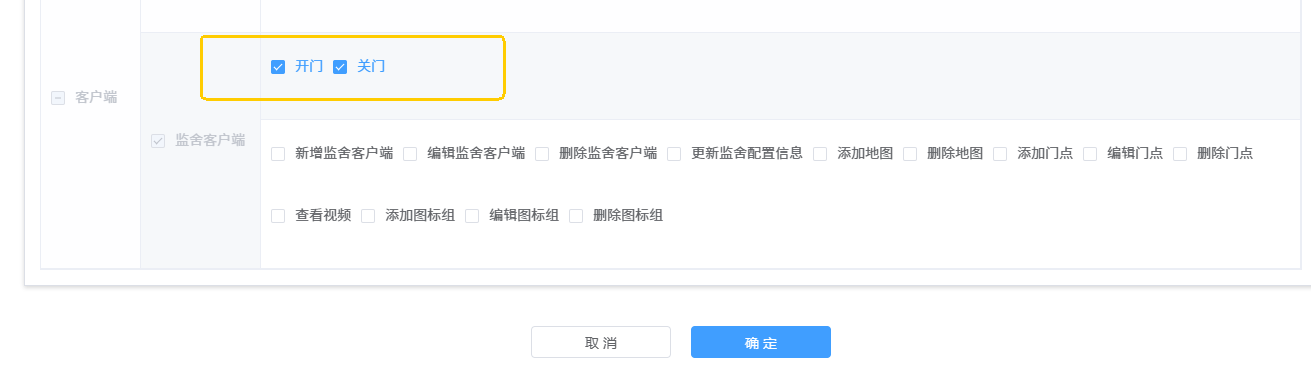 开门 关门
客户端
监舍客户端
新增监舍客户端 编辑监舍客户端 删除监舍客户端 更新监舍配置信息 添加地图 删除地图 添加门点 编辑门点 删除门点
查看视频 添加图标组 编辑图标组 删除图标组
取消 确定